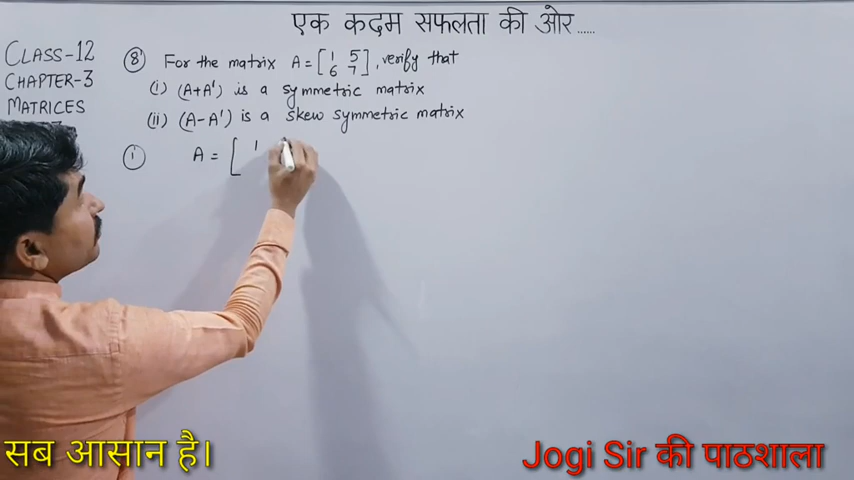 एक कदम सफलता की ओर......
CLASS-12
CHAPTER-3
MATRICES
⑧ For the matrix A = [1 5
6 7], verify that
(i) (A+A') is a symmetric matrix
(ii) (A-A') is a skew symmetric matrix
① A = [ 1
सब आसान है।
Jogi Sir की पाठशाला